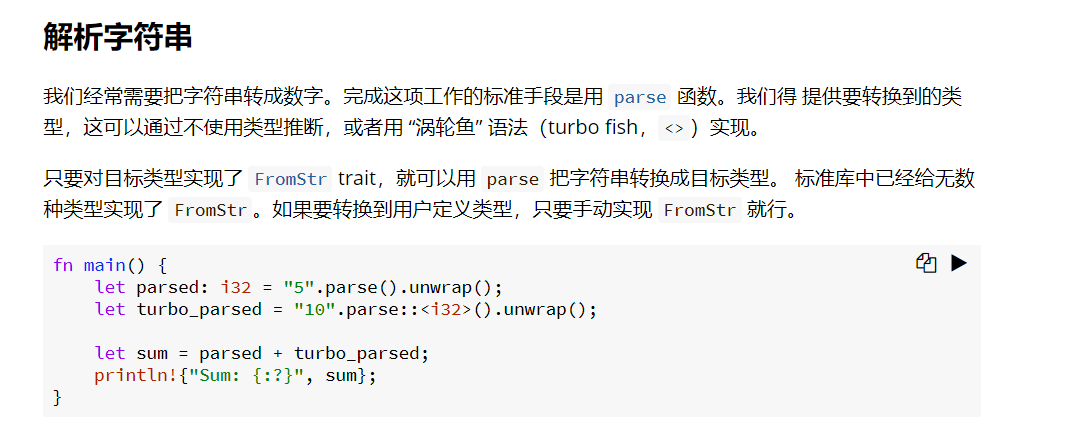 解析字符串
我们经常需要把字符串转成数字。完成这项工作的标准手段是用 parse 函数。我们得 提供要转换到的类
型，这可以通过不使用类型推断，或者用 “涡轮鱼” 语法（turbo fish， <> ）实现。
只要对目标类型实现了 FromStr trait，就可以用 parse 把字符串转换成目标类型。 标准库中已经给无数
种类型实现了 FromStr 。如果要转换到用户定义类型，只要手动实现 FromStr 就行。
fn main() {
    let parsed: i32 = "5".parse().unwrap();
    let turbo_parsed = "10".parse::<i32>().unwrap();
    let sum = parsed + turbo_parsed;
    println!{"Sum: {:?}", sum};
}